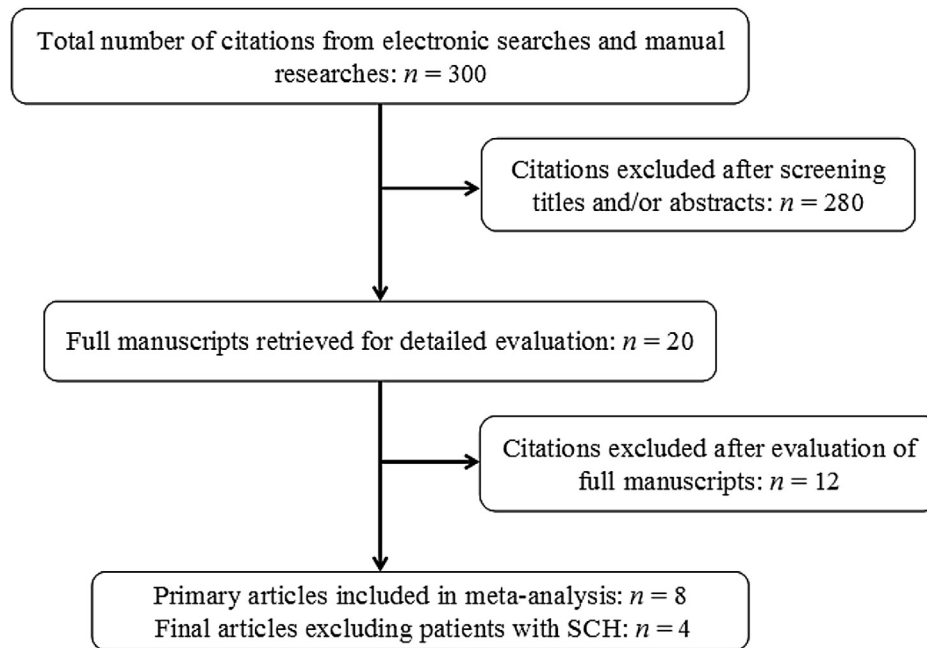 Total number of citations from electronic searches and manual
researches: n = 300
Citations excluded after screening
titles and/or abstracts: n = 280
Full manuscripts retrieved for detailed evaluation: n = 20
Citations excluded after evaluation of
full manuscripts: n = 12
Primary articles included in meta-analysis: n = 8
Final articles excluding patients with SCH: n = 4